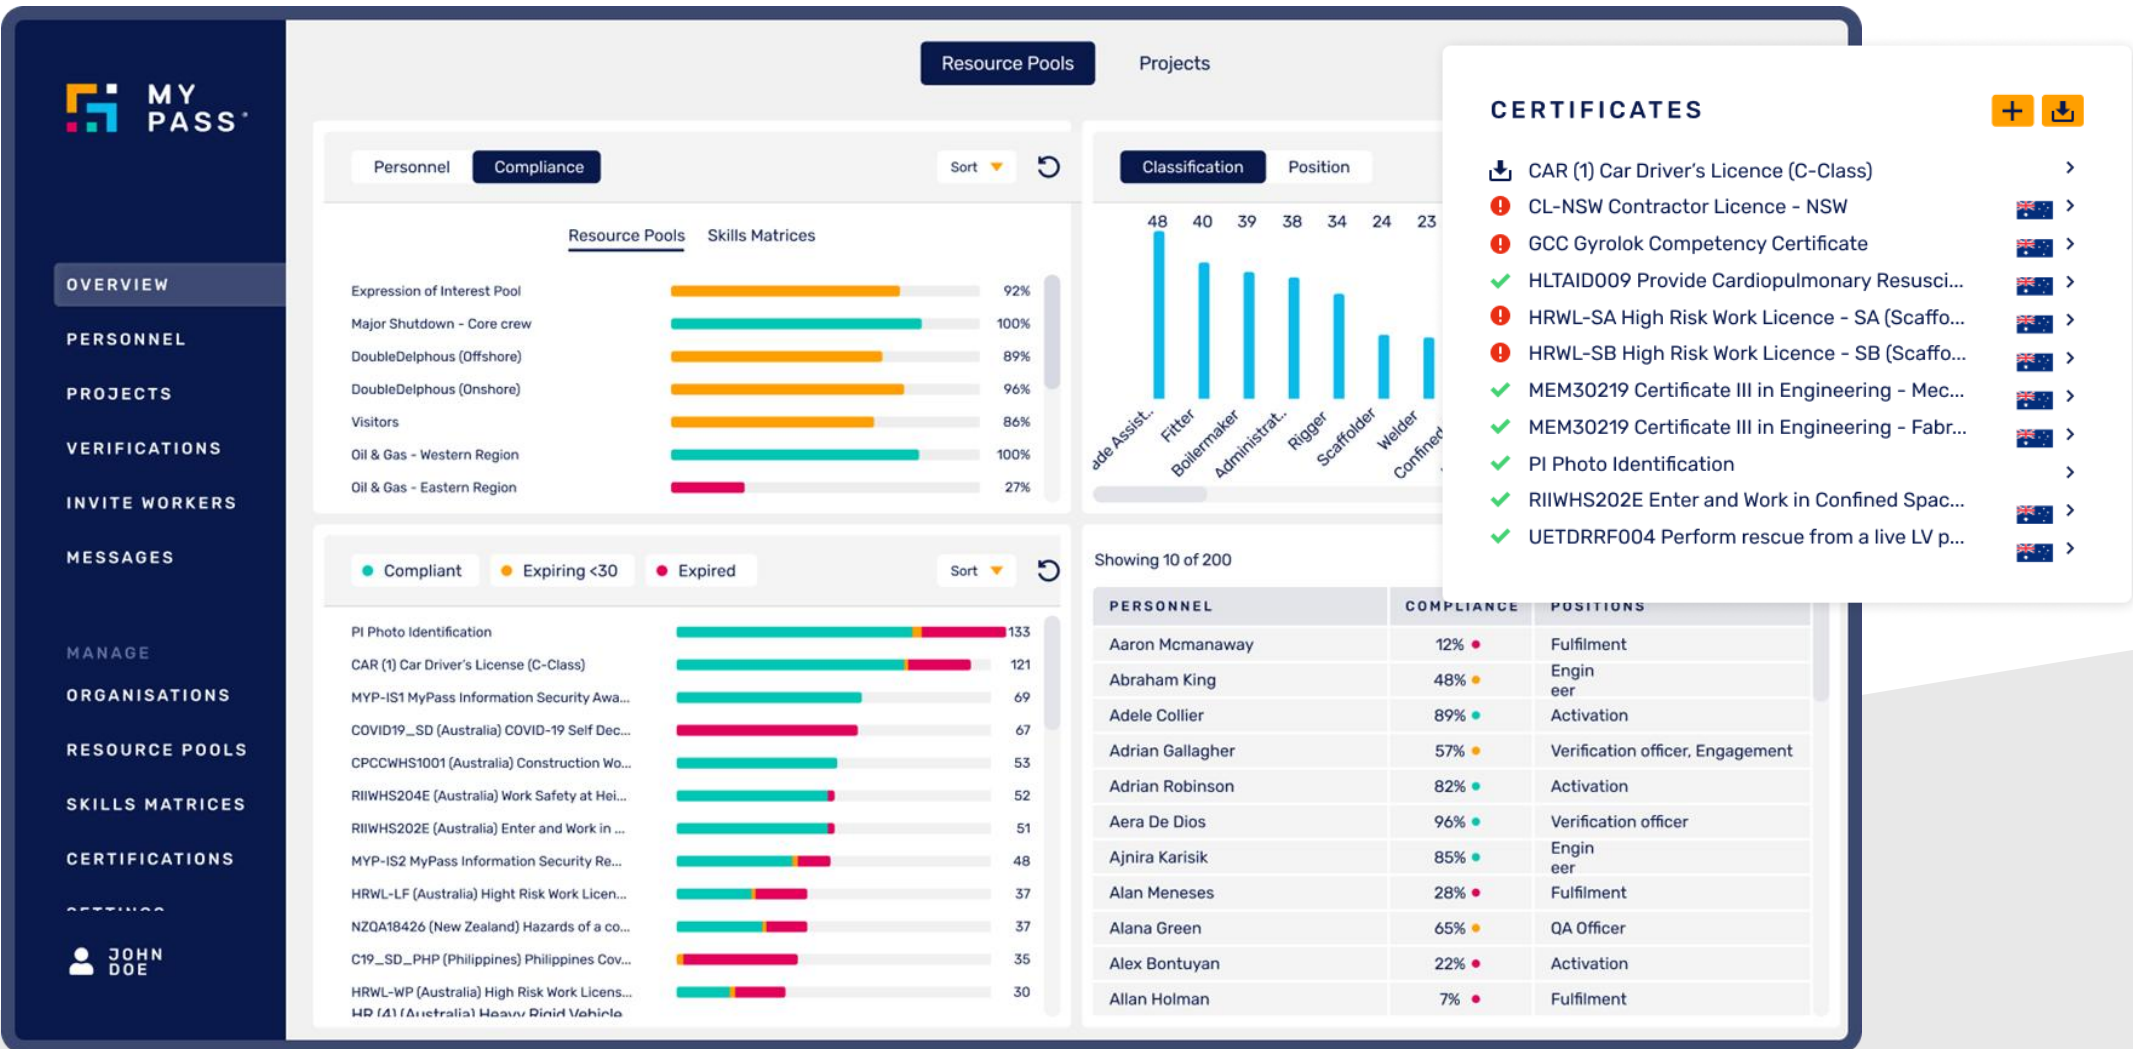 MY
PASS
OVERVIEW
PERSONNEL
PROJECTS
VERIFICATIONS
INVITE WORKERS
MESSAGES
MANAGE
ORGANISATIONS
RESOURCE POOLS
SKILLS MATRICES
CERTIFICATIONS
JOHN
DOE
Resource Pools Projects
Personnel Compliance Sort
Resource Pools Skills Matrices
Expression of Interest Pool 92%
Major Shutdown - Core crew 100%
DoubleDelphous (Offshore) 89%
DoubleDelphous (Onshore) 96%
Visitors 86%
Oil & Gas - Western Region 100%
Oil & Gas - Eastern Region 27%
Classification Position
48 40 39 38 34 24 23
ade Assist..
Fitter
Boilermaker
Administrat..
Rigger
Scaffolder
Welder
Confined
Compliant Expiring <30 Expired Sort
PI Photo Identification 133
CAR (1) Car Driver's License (C-Class) 121
MYP-IS1 MyPass Information Security Awa... 69
COVID19_SD (Australia) COVID-19 Self Dec... 67
CPCCWHS1001 (Australia) Construction Wo... 53
RIIWHS204E (Australia) Work Safety at Hei... 52
RIIWHS202E (Australia) Enter and Work in ... 51
MYP-IS2 MyPass Information Security Re... 48
HRWL-LF (Australia) Hight Risk Work Licen... 37
NZQA18426 (New Zealand) Hazards of a co... 37
C19_SD_PHP (Philippines) Philippines Cov... 35
HRWL-WP (Australia) High Risk Work Licens... 30
HR (4) (Australia) Heavy Rigid Vehicle
Showing 10 of 200
PERSONNEL COMPLIANCE POSITIONS
Aaron Mcmanaway 12% Fulfilment
Abraham King 48% Engin
eer
Adele Collier 89% Activation
Adrian Gallagher 57% Verification officer, Engagement
Adrian Robinson 82% Activation
Aera De Dios 96% Verification officer
Ajnira Karisik 85% Engin
eer
Alan Meneses 28% Fulfilment
Alana Green 65% QA Officer
Alex Bontuyan 22% Activation
Allan Holman 7% Fulfilment
CERTIFICATES
CAR (1) Car Driver's Licence (C-Class)
CL-NSW Contractor Licence - NSW
GCC Gyrolok Competency Certificate
HLTAID009 Provide Cardiopulmonary Resusci...
HRWL-SA High Risk Work Licence - SA (Scaffo...
HRWL-SB High Risk Work Licence - SB (Scaffo...
MEM30219 Certificate III in Engineering - Mec...
MEM30219 Certificate III in Engineering - Fabr...
PI Photo Identification
RIIWHS202E Enter and Work in Confined Spac...
UETDRRF004 Perform rescue from a live LV p...